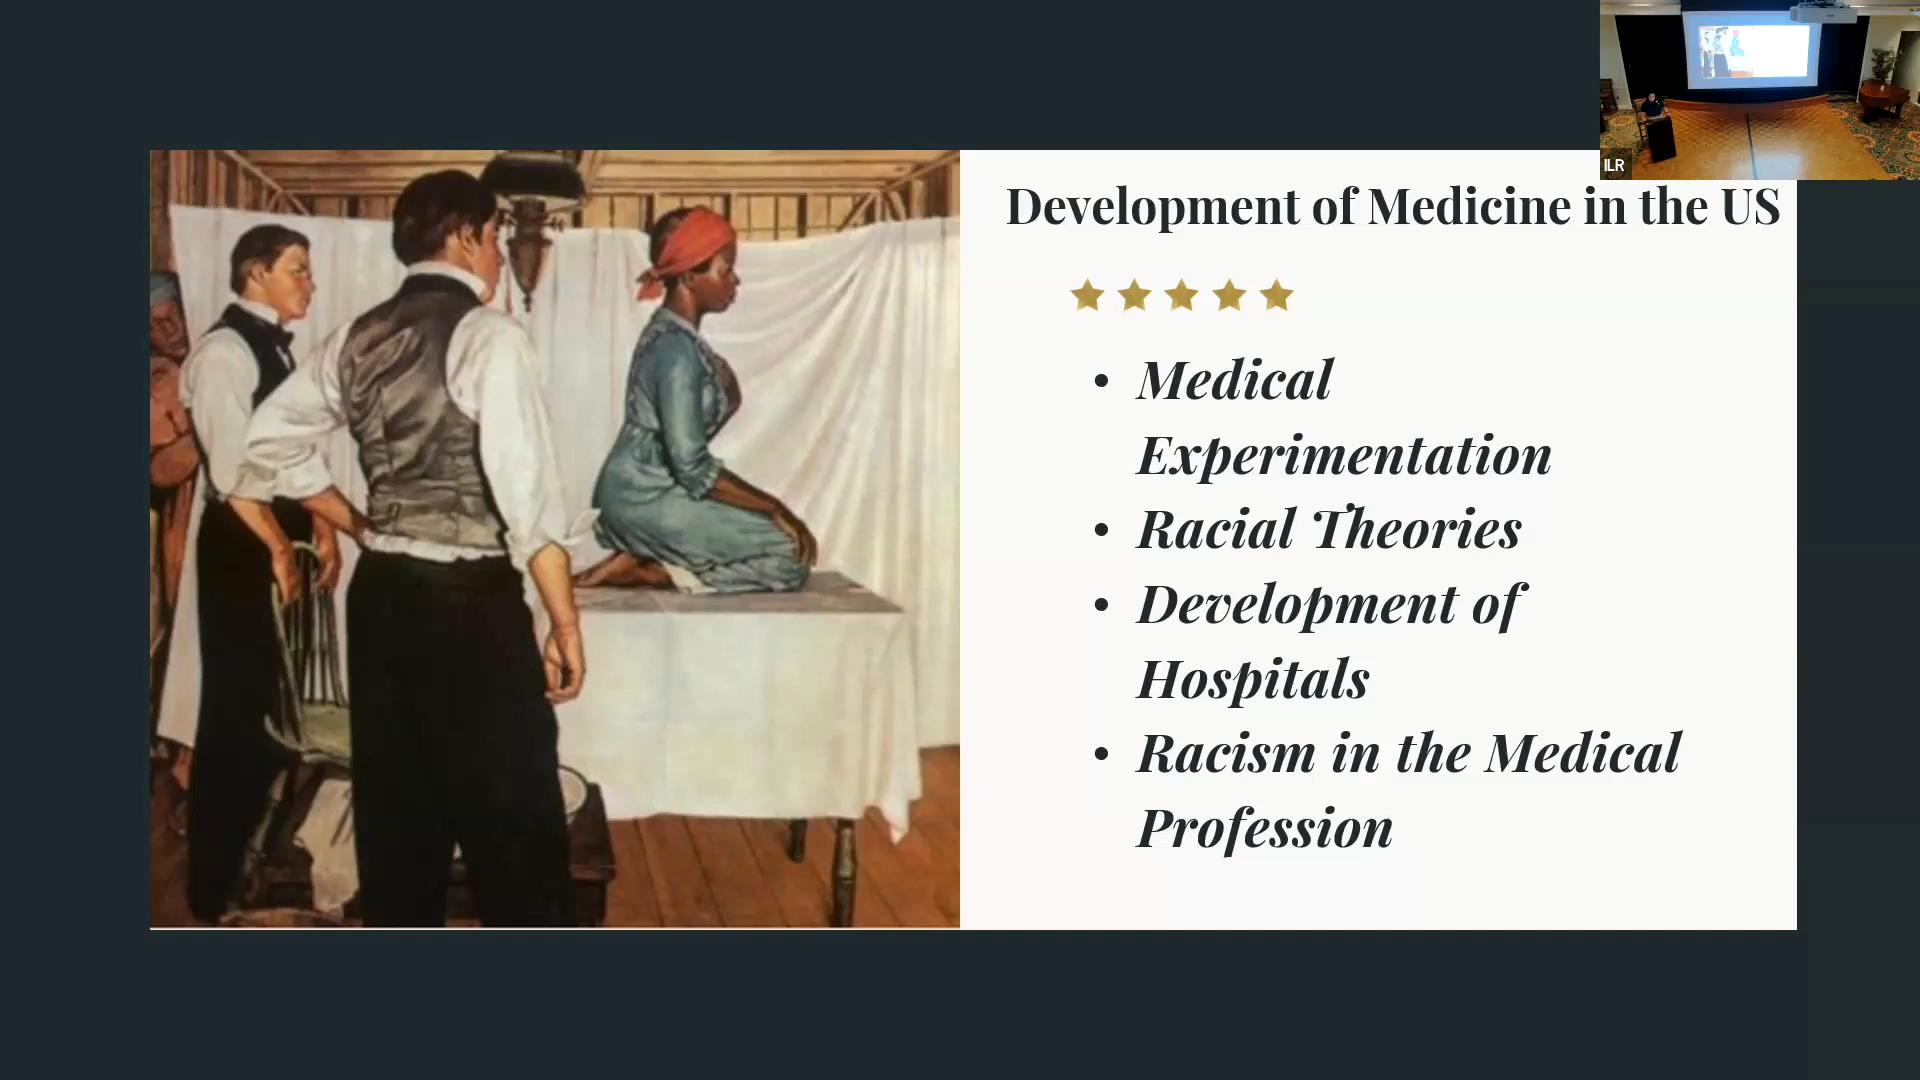 ILR
Development of Medicine in the US
• Medical
Experimentation
• Racial Theories
• Development of
Hospitals
• Racism in the Medical
Profession